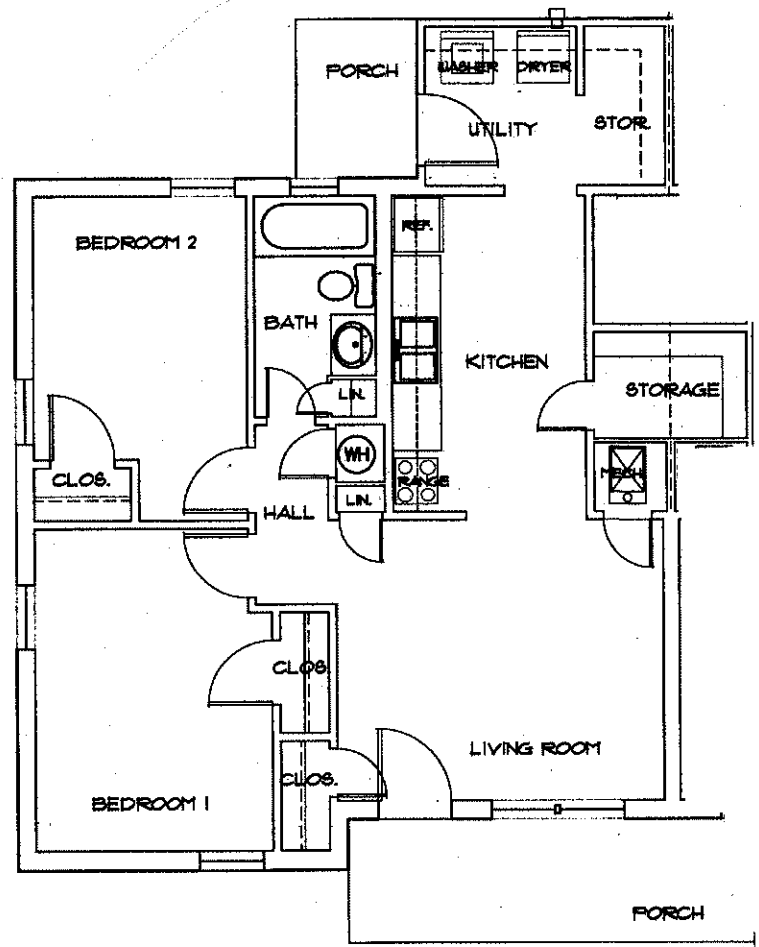 PORCH
WASHER
DRYER
UTILITY
STOR.
BEDROOM 2
REF.
BATH
KITCHEN
LIN.
STORAGE
WH
MECH
CLOS.
RANGE
LIN.
HALL
CLOS.
LIVING ROOM
CLOS.
BEDROOM 1
PORCH